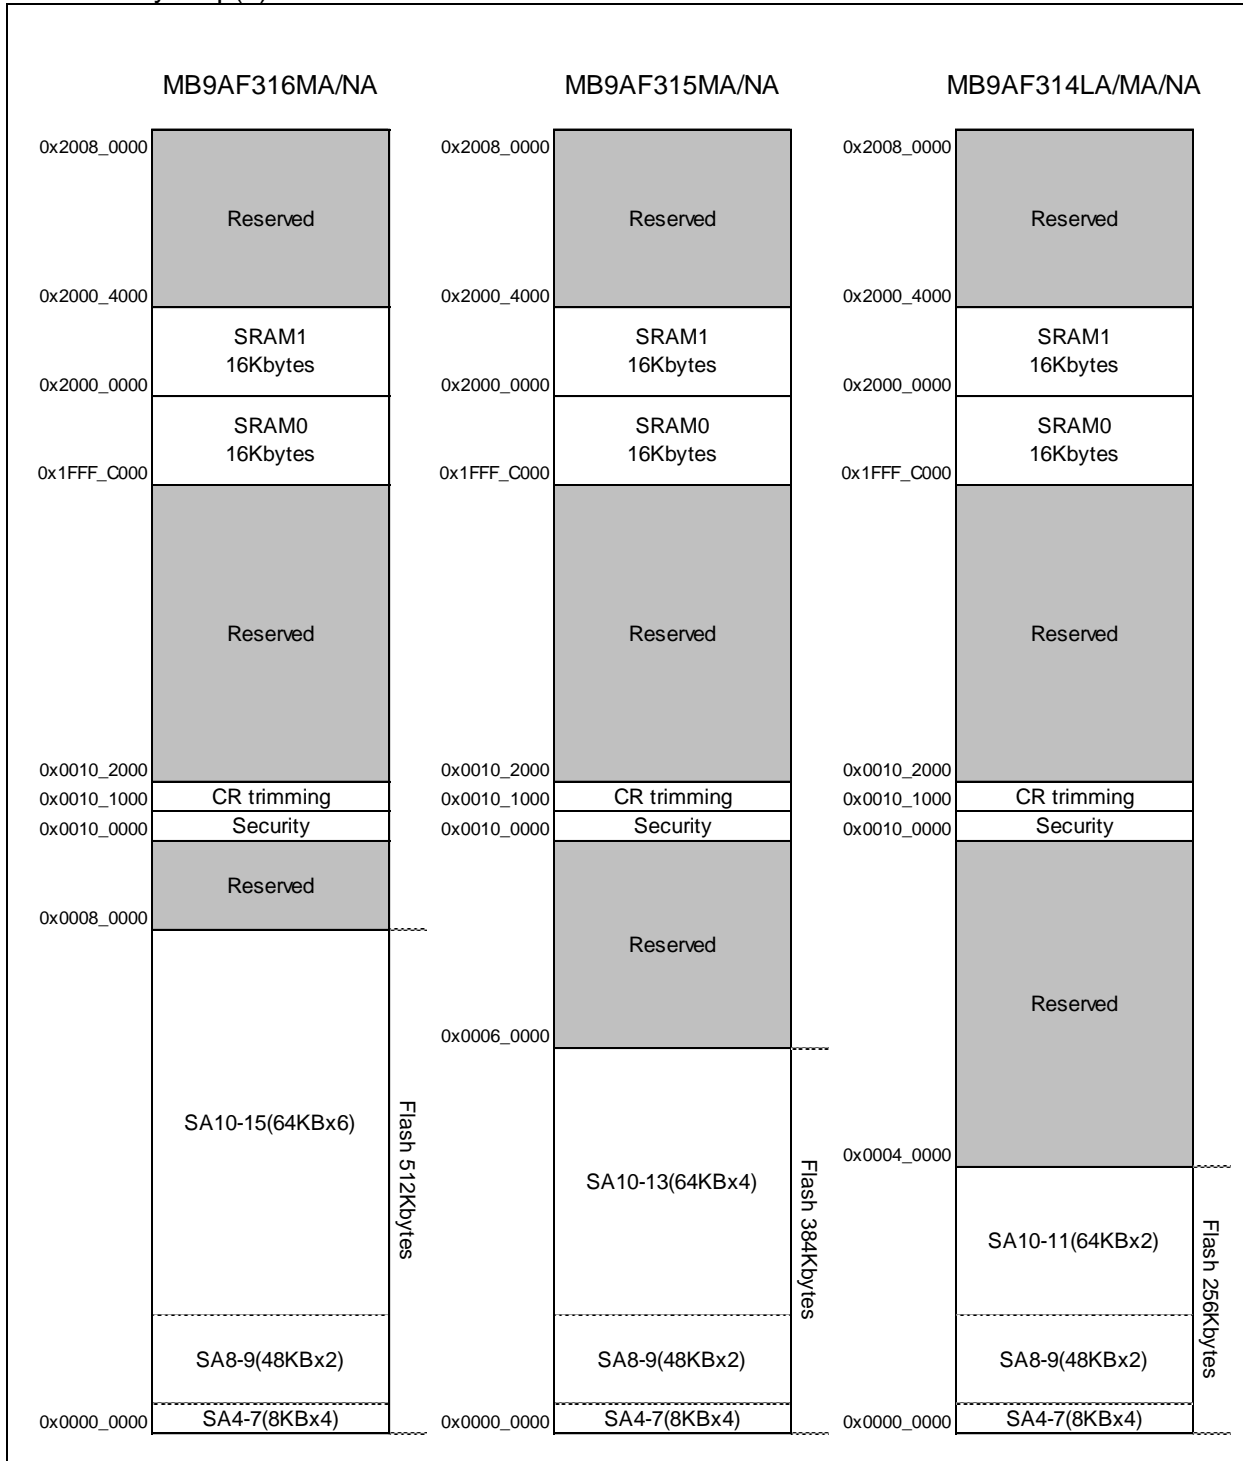 MB9AF316MA/NA
0x2008_0000
Reserved
0x2000_4000
SRAM1
16Kbytes
0x2000_0000
SRAM0
16Kbytes
0x1FFF_C000
Reserved
0x0010_2000
CR trimming
0x0010_1000
Security
0x0010_0000
Reserved
0x0008_0000
SA10-15(64KBx6)
Flash 512Kbytes
SA8-9(48KBx2)
SA4-7(8KBx4)
0x0000_0000
MB9AF315MA/NA
0x2008_0000
Reserved
0x2000_4000
SRAM1
16Kbytes
0x2000_0000
SRAM0
16Kbytes
0x1FFF_C000
Reserved
0x0010_2000
CR trimming
0x0010_1000
Security
0x0010_0000
Reserved
0x0006_0000
SA10-13(64KBx4)
Flash 384Kbytes
SA8-9(48KBx2)
SA4-7(8KBx4)
0x0000_0000
MB9AF314LA/MA/NA
0x2008_0000
Reserved
0x2000_4000
SRAM1
16Kbytes
0x2000_0000
SRAM0
16Kbytes
0x1FFF_C000
Reserved
0x0010_2000
CR trimming
0x0010_1000
Security
0x0010_0000
Reserved
0x0004_0000
SA10-11(64KBx2)
Flash 256Kbytes
SA8-9(48KBx2)
SA4-7(8KBx4)
0x0000_0000